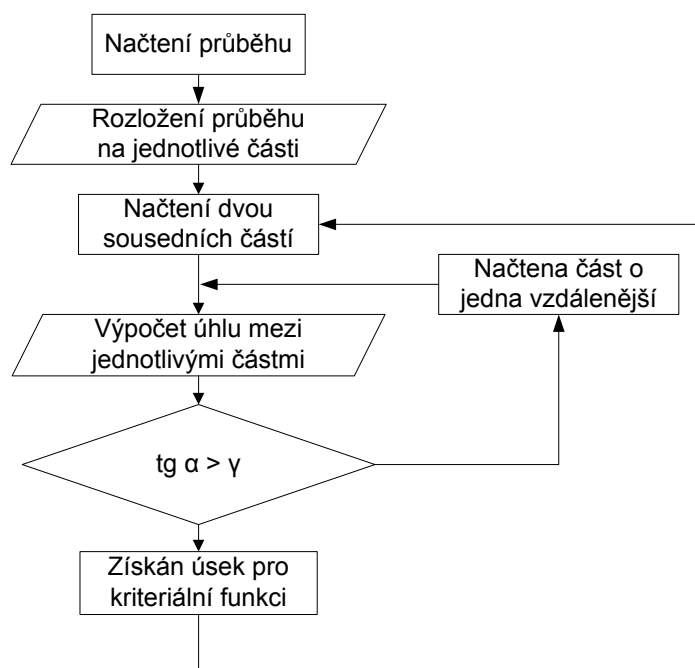 Načtení průběhu
Rozložení průběhu
na jednotlivé části
Načtení dvou
sousedních částí
Načtena část o
jedna vzdálenější
Výpočet úhlu mezi
jednotlivými částmi
tg α > γ
Získán úsek pro
kriteriální funkci